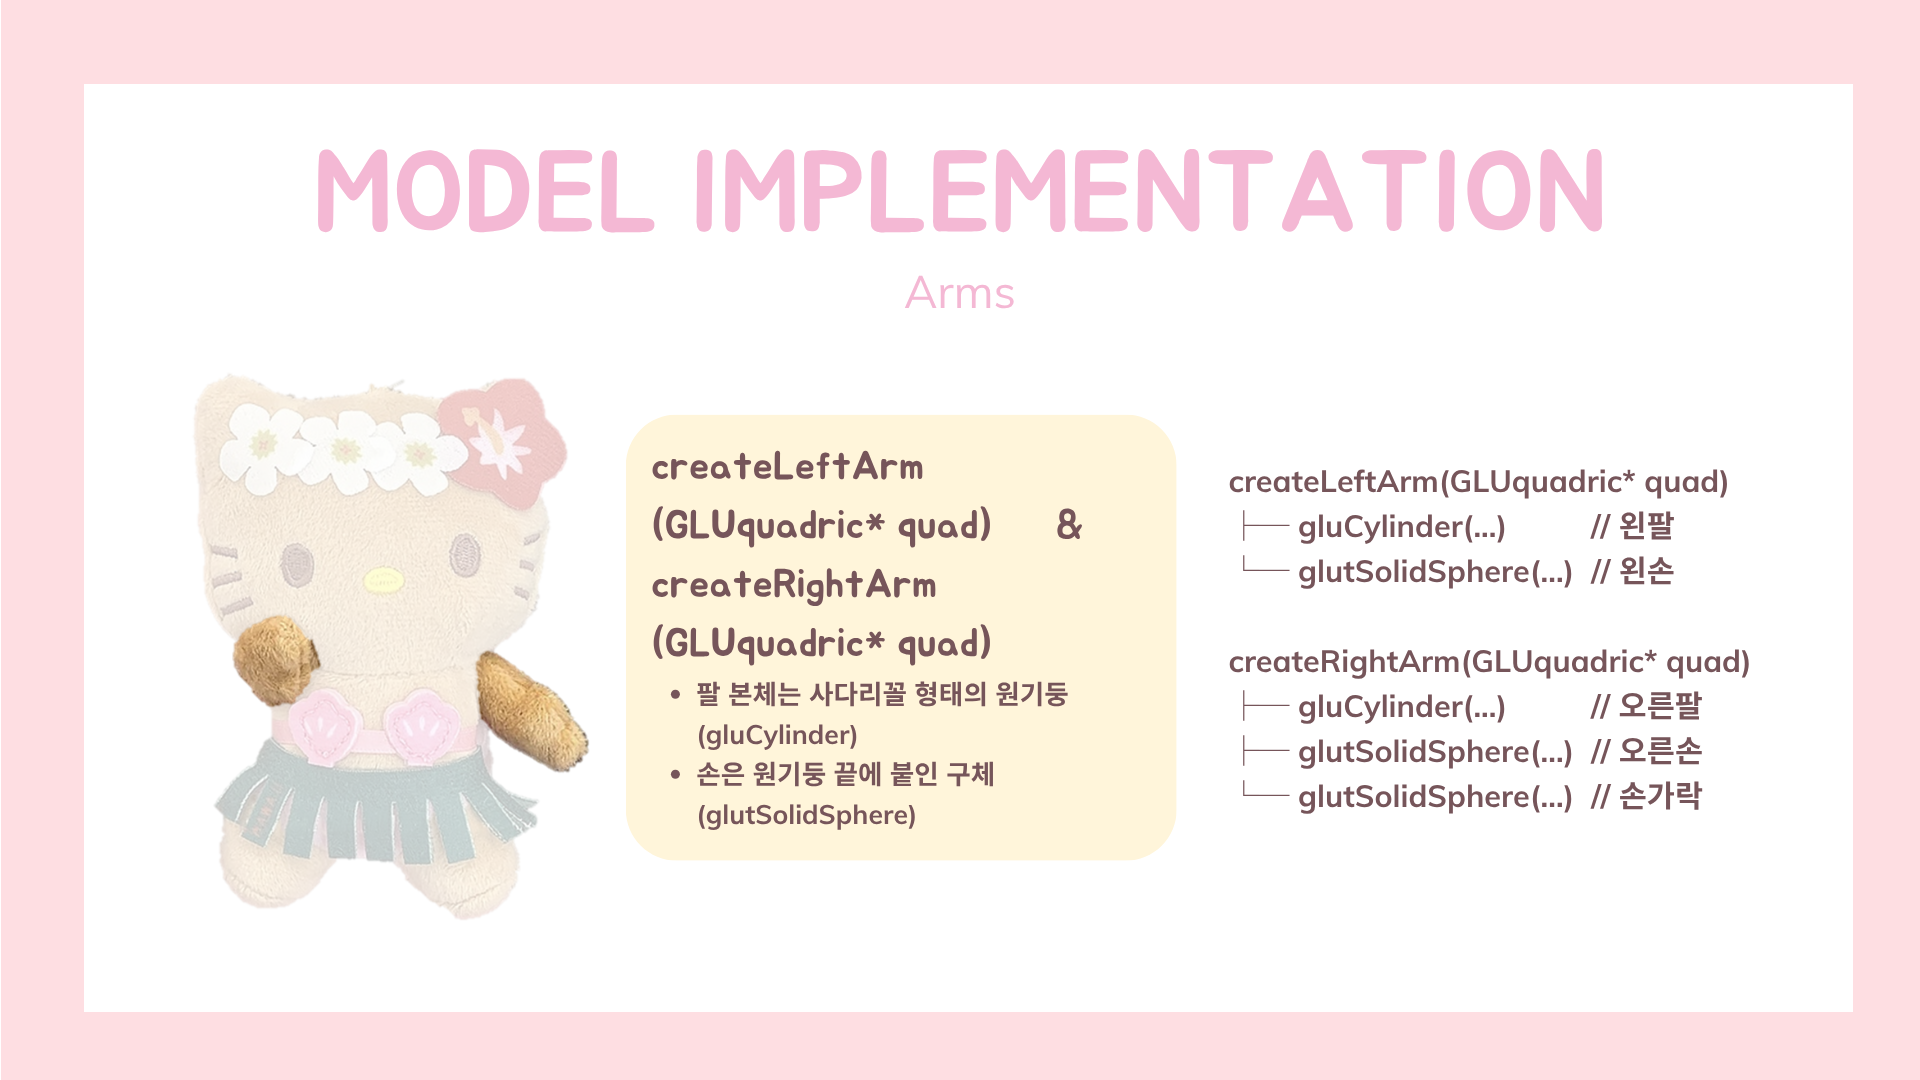 MODEL IMPLEMENTATION
Arms
createLeftArm
(GLUquadric* quad) &
createRightArm
(GLUquadric* quad)
• 팔 본체는 사다리꼴 형태의 원기둥
(gluCylinder)
• 손은 원기둥 끝에 붙인 구체
(glutSolidSphere)
createLeftArm(GLUquadric* quad)
├── gluCylinder(...) // 왼팔
└── glutSolidSphere(...) // 왼손
createRightArm(GLUquadric* quad)
├── gluCylinder(...) // 오른팔
├── glutSolidSphere(...) // 오른손
└── glutSolidSphere(...) // 손가락